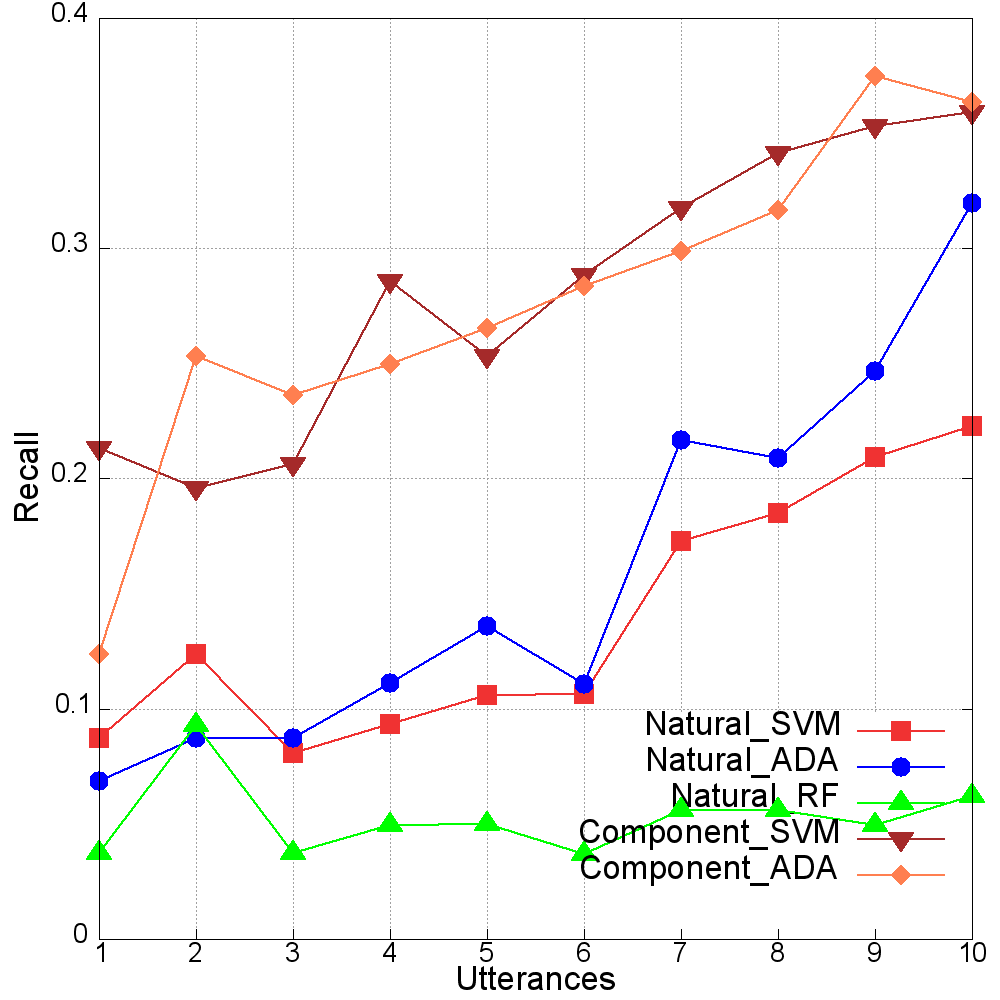 0.4
0.3
0.2
0.1
0
Recall
Natural_SVM
Natural_ADA
Natural_RF
Component_SVM
Component_ADA
1 2 3 4 5 6 7 8 9 10
Utterances